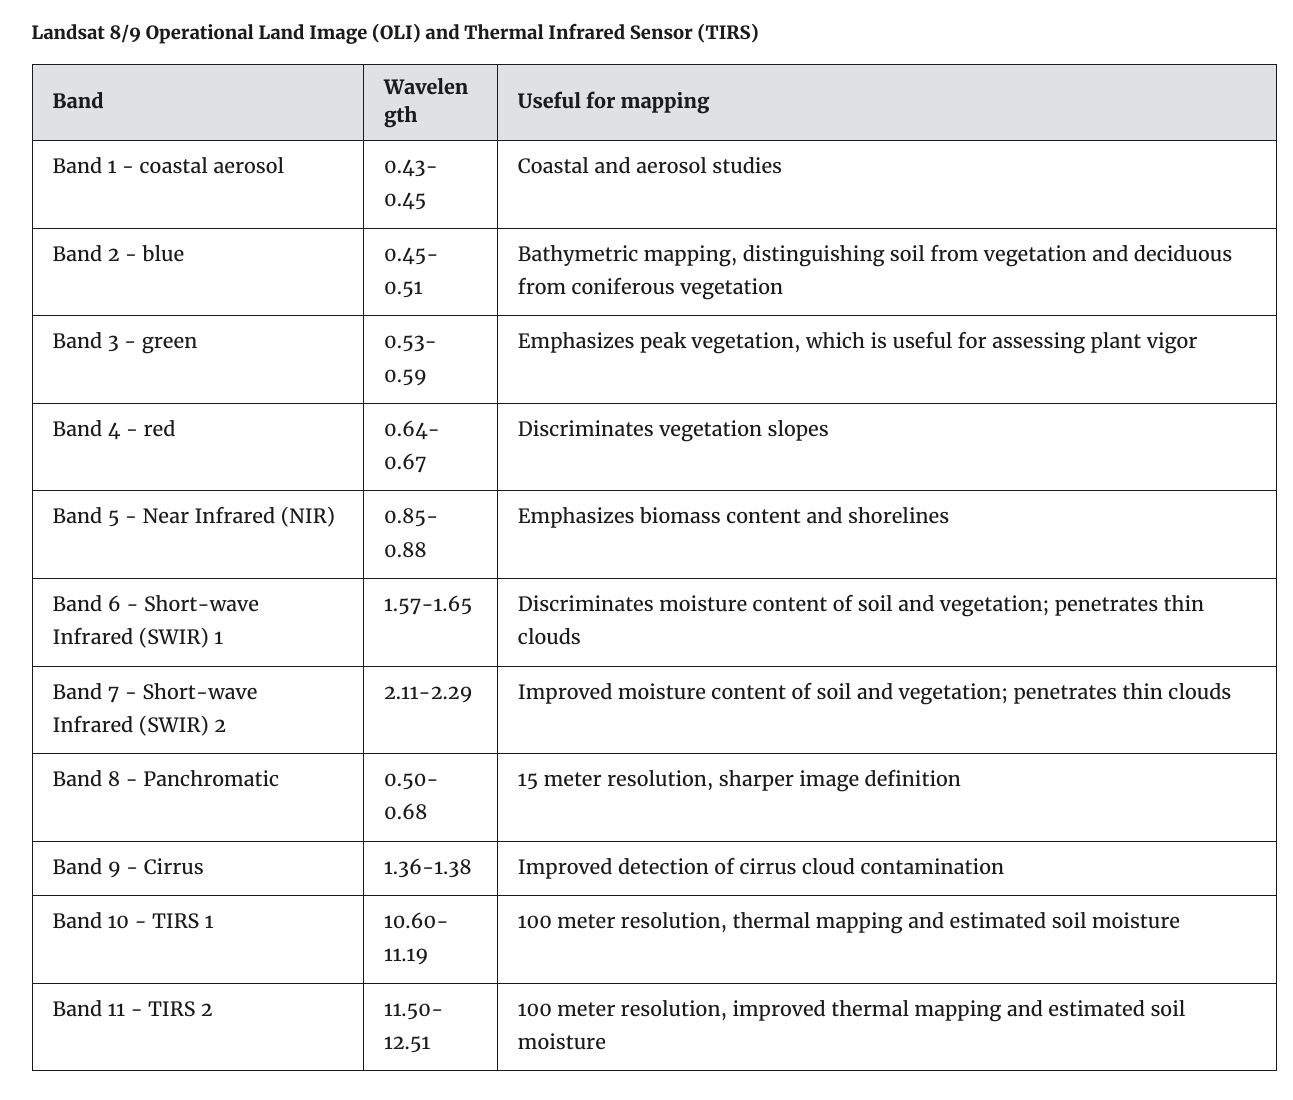 Landsat 8/9 Operational Land Image (OLI) and Thermal Infrared Sensor (TIRS)
Band
Wavelen
gth
Useful for mapping
Band 1 - coastal aerosol
0.43-
0.45
Coastal and aerosol studies
Band 2 - blue
0.45-
0.51
Bathymetric mapping, distinguishing soil from vegetation and deciduous
from coniferous vegetation
Band 3 - green
0.53-
0.59
Emphasizes peak vegetation, which is useful for assessing plant vigor
Band 4 - red
0.64-
0.67
Discriminates vegetation slopes
Band 5 - Near Infrared (NIR)
0.85-
0.88
Emphasizes biomass content and shorelines
Band 6 - Short-wave
Infrared (SWIR) 1
1.57-1.65
Discriminates moisture content of soil and vegetation; penetrates thin
clouds
Band 7 - Short-wave
Infrared (SWIR) 2
2.11-2.29
Improved moisture content of soil and vegetation; penetrates thin clouds
Band 8 - Panchromatic
0.50-
0.68
15 meter resolution, sharper image definition
Band 9 - Cirrus
1.36-1.38
Improved detection of cirrus cloud contamination
Band 10 - TIRS 1
10.60-
11.19
100 meter resolution, thermal mapping and estimated soil moisture
Band 11 - TIRS 2
11.50-
12.51
100 meter resolution, improved thermal mapping and estimated soil
moisture